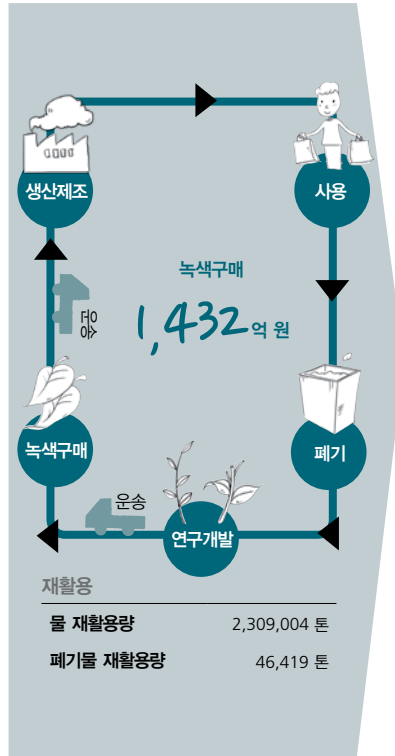 생산제조
사용
녹색구매
1,432억 원
운송
녹색구매
폐기
운송
연구개발
재활용
물 재활용량 2,309,004 톤
폐기물 재활용량 46,419 톤